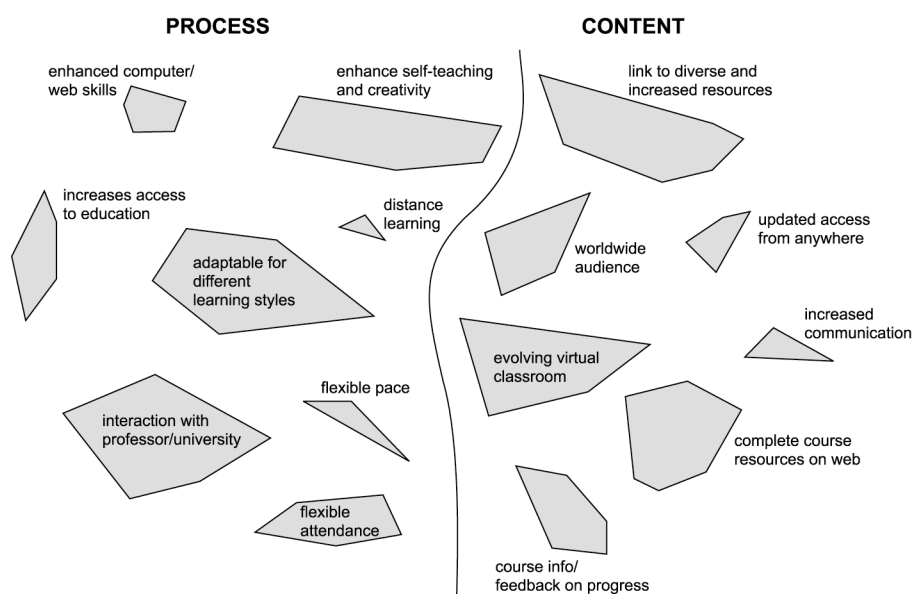 PROCESS
CONTENT
enhanced computer/
web skills
enhance self-teaching
and creativity
link to diverse and
increased resources
increases access
to education
distance
learning
worldwide
audience
updated access
from anywhere
adaptable for
different
learning styles
increased
communication
evolving virtual
classroom
flexible pace
interaction with
professor/university
complete course
resources on web
flexible
attendance
course info/
feedback on progress